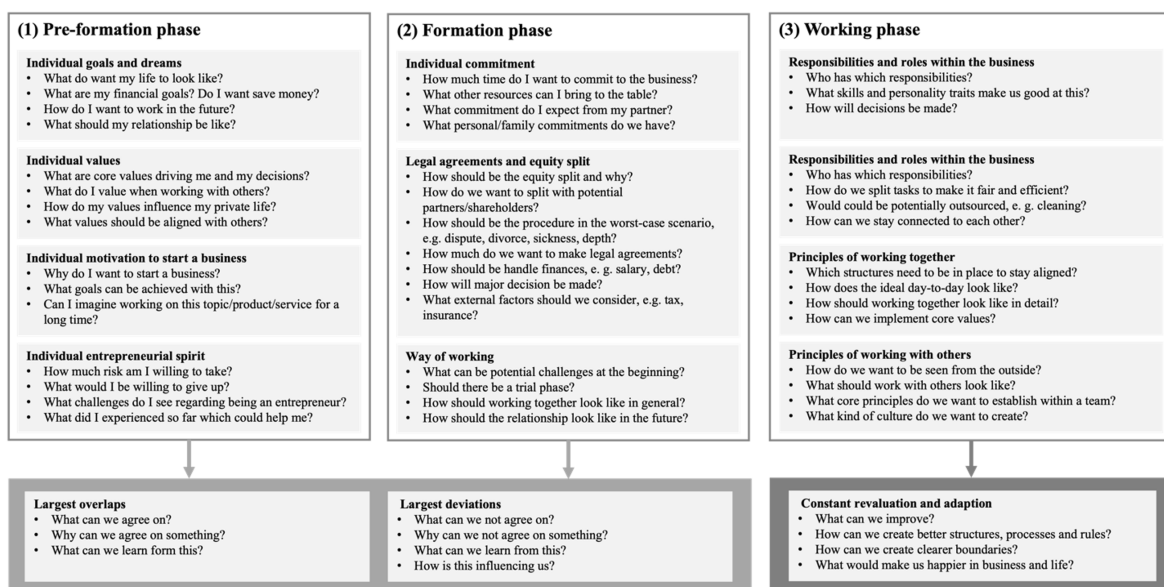 (1) Pre-formation phase
Individual goals and dreams
• What do want my life to look like?
• What are my financial goals? Do I want save money?
• How do I want to work in the future?
• What should my relationship be like?
Individual values
• What are core values driving me and my decisions?
• What do I value when working with others?
• How do my values influence my private life?
• What values should be aligned with others?
Individual motivation to start a business
• Why do I want to start a business?
• What goals can be achieved with this?
• Can I imagine working on this topic/product/service for a
long time?
Individual entrepreneurial spirit
• How much risk am I willing to take?
• What would I be willing to give up?
• What challenges do I see regarding being an entrepreneur?
• What did I experienced so far which could help me?
(2) Formation phase
Individual commitment
• How much time do I want to commit to the business?
• What other resources can I bring to the table?
• What commitment do I expect from my partner?
• What personal/family commitments do we have?
Legal agreements and equity split
• How should be the equity split and why?
• How do we want to split with potential
partners/shareholders?
• How should be the procedure in the worst-case scenario,
e.g. dispute, divorce, sickness, depth?
• How much do we want to make legal agreements?
• How should be handle finances, e. g. salary, debt?
• How will major decision be made?
• What external factors should we consider, e.g. tax,
insurance?
Way of working
• What can be potential challenges at the beginning?
• Should there be a trial phase?
• How should working together look like in general?
• How should the relationship look like in the future?
(3) Working phase
Responsibilities and roles within the business
• Who has which responsibilities?
• What skills and personality traits make us good at this?
• How will decisions be made?
Responsibilities and roles within the business
• Who has which responsibilities?
• How do we split tasks to make it fair and efficient?
• Would could be potentially outsourced, e. g. cleaning?
• How can we stay connected to each other?
Principles of working together
• Which structures need to be in place to stay aligned?
• How does the ideal day-to-day look like?
• How should working together look like in detail?
• How can we implement core values?
Principles of working with others
• How do we want to be seen from the outside?
• What should work with others look like?
• What core principles do we want to establish within a team?
• What kind of culture do we want to create?
Largest overlaps
• What can we agree on?
• Why can we agree on something?
• What can we learn form this?
Largest deviations
• What can we not agree on?
• Why can we not agree on something?
• What can we learn from this?
• How is this influencing us?
Constant revaluation and adaption
• What can we improve?
• How can we create better structures, processes and rules?
• How can we create clearer boundaries?
• What would make us happier in business and life?